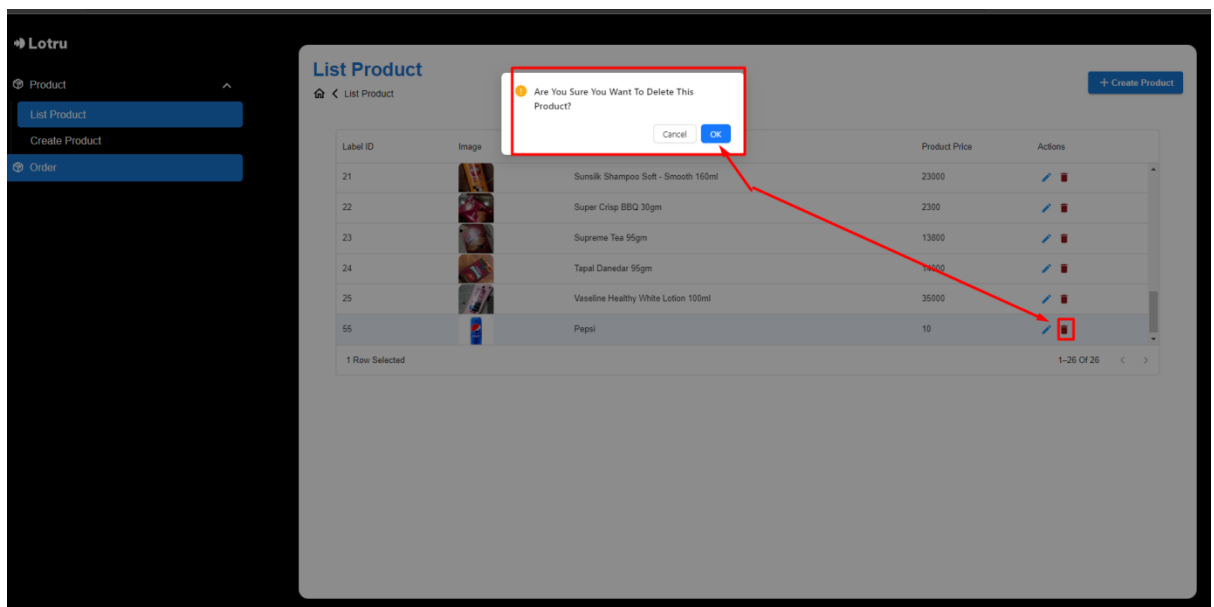 Lotru
Product
List Product
Create Product
Order
List Product
List Product
+ Create Product
Are You Sure You Want To Delete This
Product?
Cancel OK
Label ID Image Product Price Actions
21 Sunsilk Shampoo Soft - Smooth 160ml 23000
22 Super Crisp BBQ 30gm 2300
23 Supreme Tea 95gm 13800
24 Tapal Danedar 95gm
25 Vaseline Healthy White Lotion 100ml 35000
55 Pepsi 10
1 Row Selected 1–26 Of 26